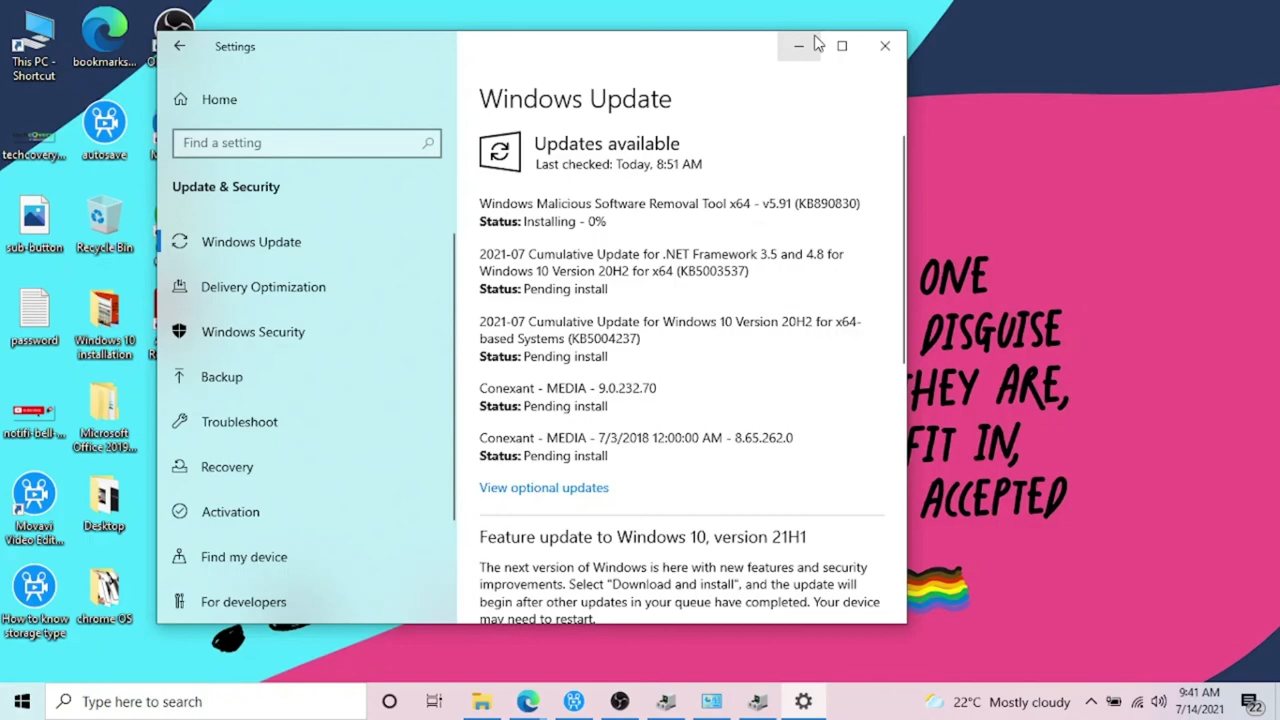 This PC - Shortcut
bookmarks...
techcovery...
autosave
sub-button
Recycle Bin
password
Windows 10 installation
notifi-bell-...
Microsoft Office 2019...
Movavi Video Edit...
Desktop
How to know storage type
chrome OS
Settings
Home
Find a setting
Update & Security
Windows Update
Delivery Optimization
Windows Security
Backup
Troubleshoot
Recovery
Activation
Find my device
For developers
Windows Update
Updates available
Last checked: Today, 8:51 AM
Windows Malicious Software Removal Tool x64 - v5.91 (KB890830)
Status: Installing - 0%
2021-07 Cumulative Update for .NET Framework 3.5 and 4.8 for
Windows 10 Version 20H2 for x64 (KB5003537)
Status: Pending install
2021-07 Cumulative Update for Windows 10 Version 20H2 for x64-
based Systems (KB5004237)
Status: Pending install
Conexant - MEDIA - 9.0.232.70
Status: Pending install
Conexant - MEDIA - 7/3/2018 12:00:00 AM - 8.65.262.0
Status: Pending install
View optional updates
Feature update to Windows 10, version 21H1
The next version of Windows is here with new features and security
improvements. Select "Download and install", and the update will
begin after other updates in your queue have completed. Your device
may need to restart.
ONE
DISGUISE
THEY ARE,
FIT IN,
ACCEPTED
Type here to search
22°C Mostly cloudy
9:41 AM
7/14/2021
22